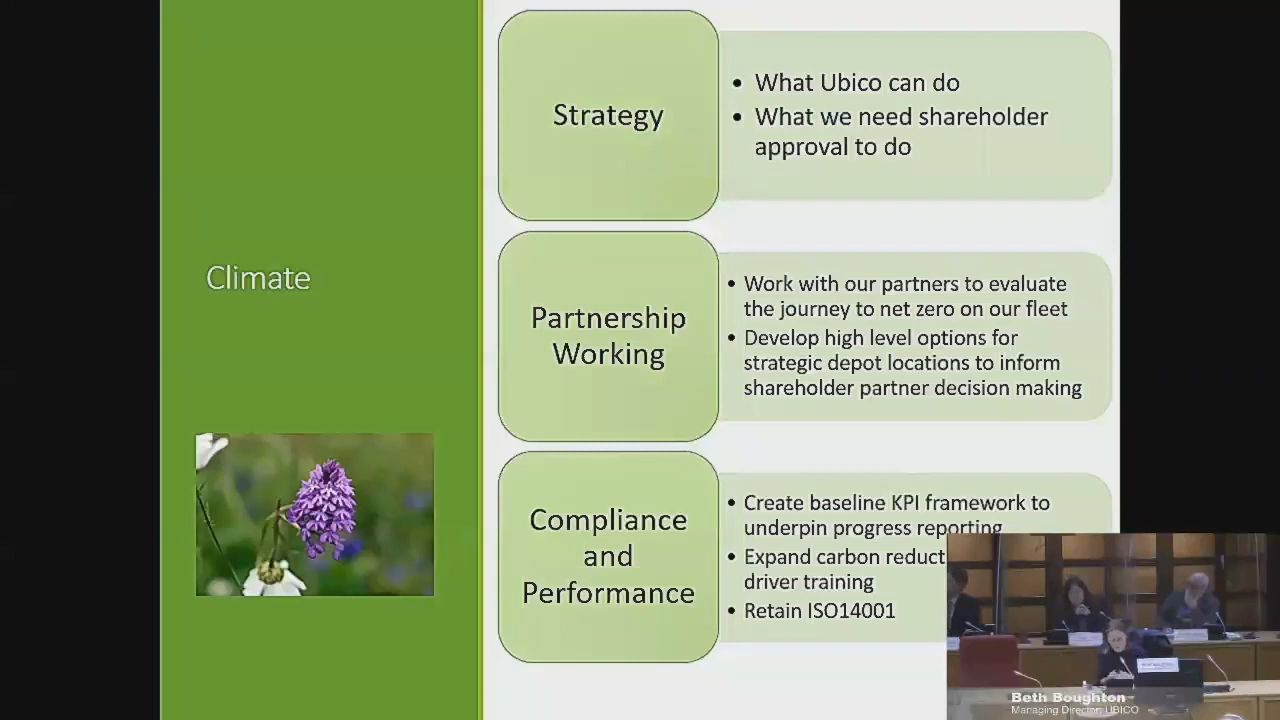 Climate
Strategy
• What Ubico can do
• What we need shareholder
approval to do
Partnership
Working
• Work with our partners to evaluate
the journey to net zero on our fleet
• Develop high level options for
strategic depot locations to inform
shareholder partner decision making
Compliance
and
Performance
• Create baseline KPI framework to
underpin progress reporting
• Expand carbon reduct
driver training
• Retain ISO14001
Beth Boughton
Managing Director, UBICO